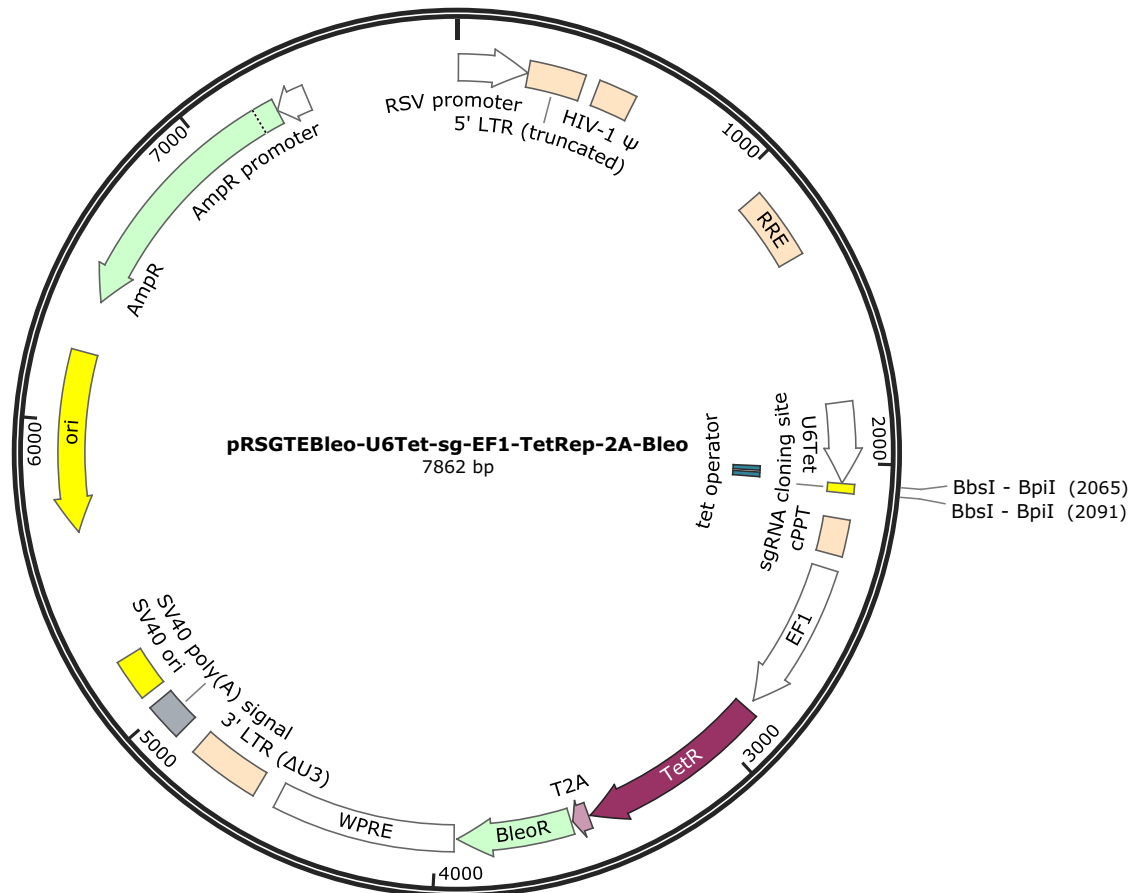 RSV promoter
5' LTR (truncated)
HIV-1 Ψ
1000
RRE
2000
U6Tet
sgRNA cloning site
tet operator
BbsI - BpiI (2065)
BbsI - BpiI (2091)
cPPT
EF1
3000
TetR
T2A
BleoR
4000
WPRE
3' LTR (ΔU3)
SV40 poly(A) signal
SV40 ori
5000
ori
6000
AmpR
AmpR promoter
7000
pRSGTEBleo-U6Tet-sg-EF1-TetRep-2A-Bleo
7862 bp